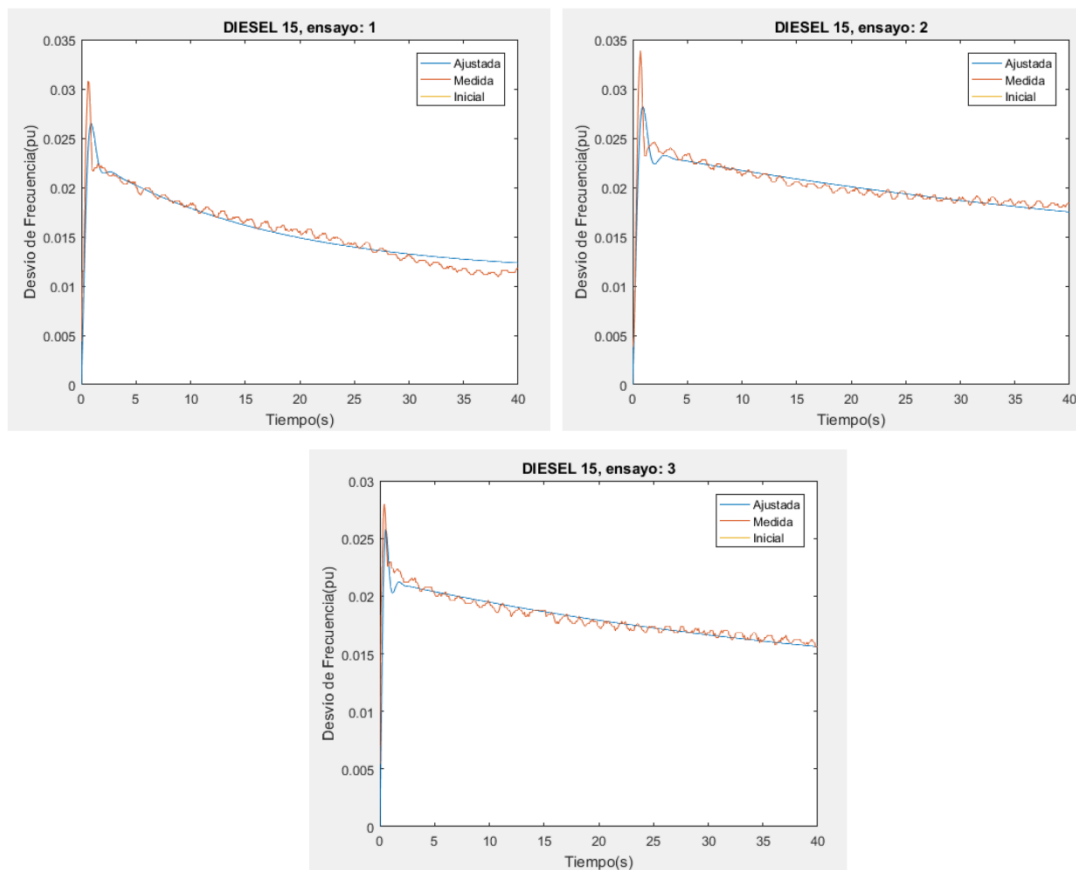 DIESEL 15, ensayo: 1
0.035
0.03
0.025
0.02
0.015
0.01
0.005
0
Desvio de Frecuencia(pu)
Ajustada
Medida
Inicial
0 5 10 15 20 25 30 35 40
Tiempo(s)
DIESEL 15, ensayo: 2
0.035
0.03
0.025
0.02
0.015
0.01
0.005
0
Desvio de Frecuencia(pu)
Ajustada
Medida
Inicial
0 5 10 15 20 25 30 35 40
Tiempo(s)
DIESEL 15, ensayo: 3
0.03
0.025
0.02
0.015
0.01
0.005
0
Desvio de Frecuencia(pu)
Ajustada
Medida
Inicial
0 5 10 15 20 25 30 35 40
Tiempo(s)